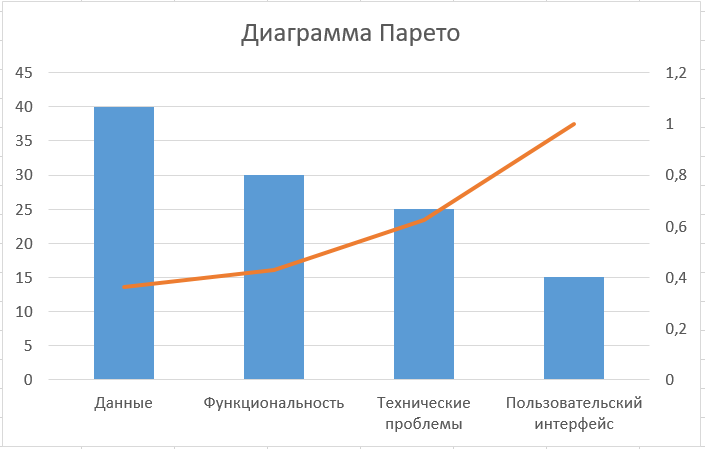 Диаграмма Парето
45
40
35
30
25
20
15
10
5
0
1,2
1
0,8
0,6
0,4
0,2
0
Данные
Функциональность
Технические
проблемы
Пользовательский
интерфейс